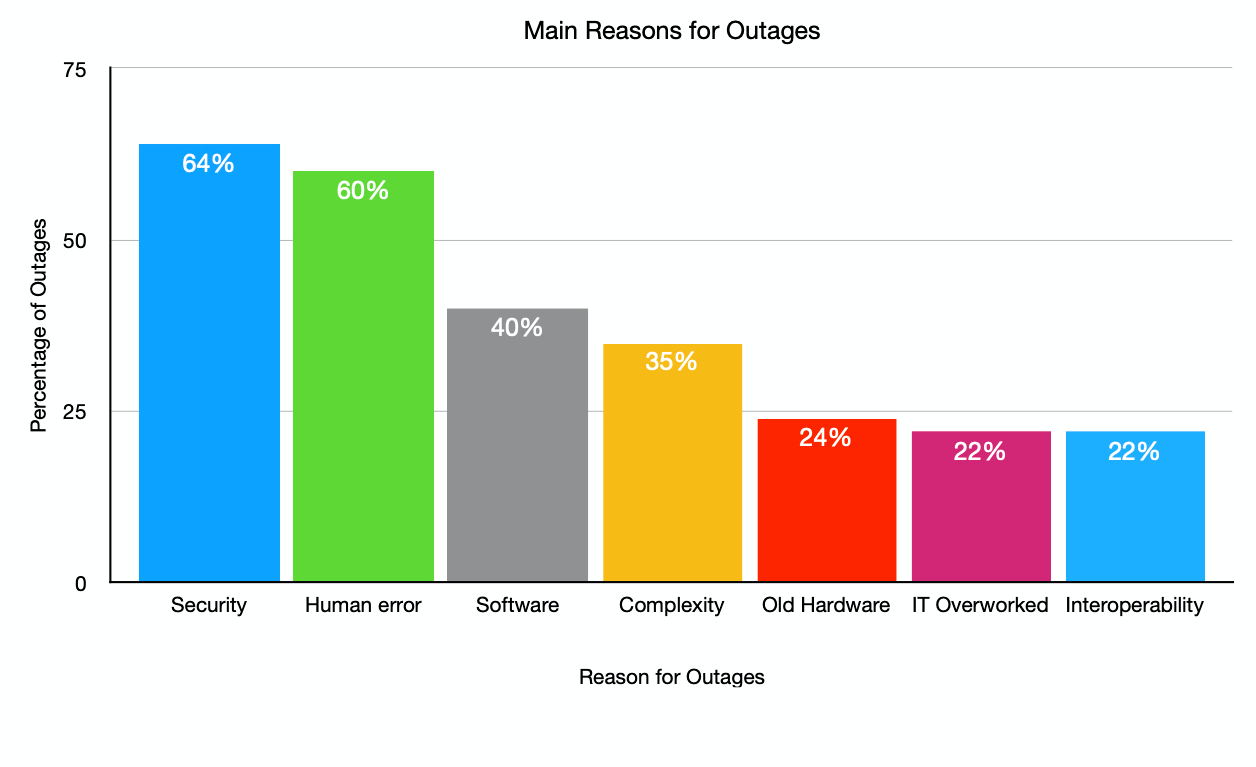 Main Reasons for Outages
Percentage of Outages
75
50
25
0
64%
60%
40%
35%
24%
22%
22%
Security
Human error
Software
Complexity
Old Hardware
IT Overworked
Interoperability
Reason for Outages